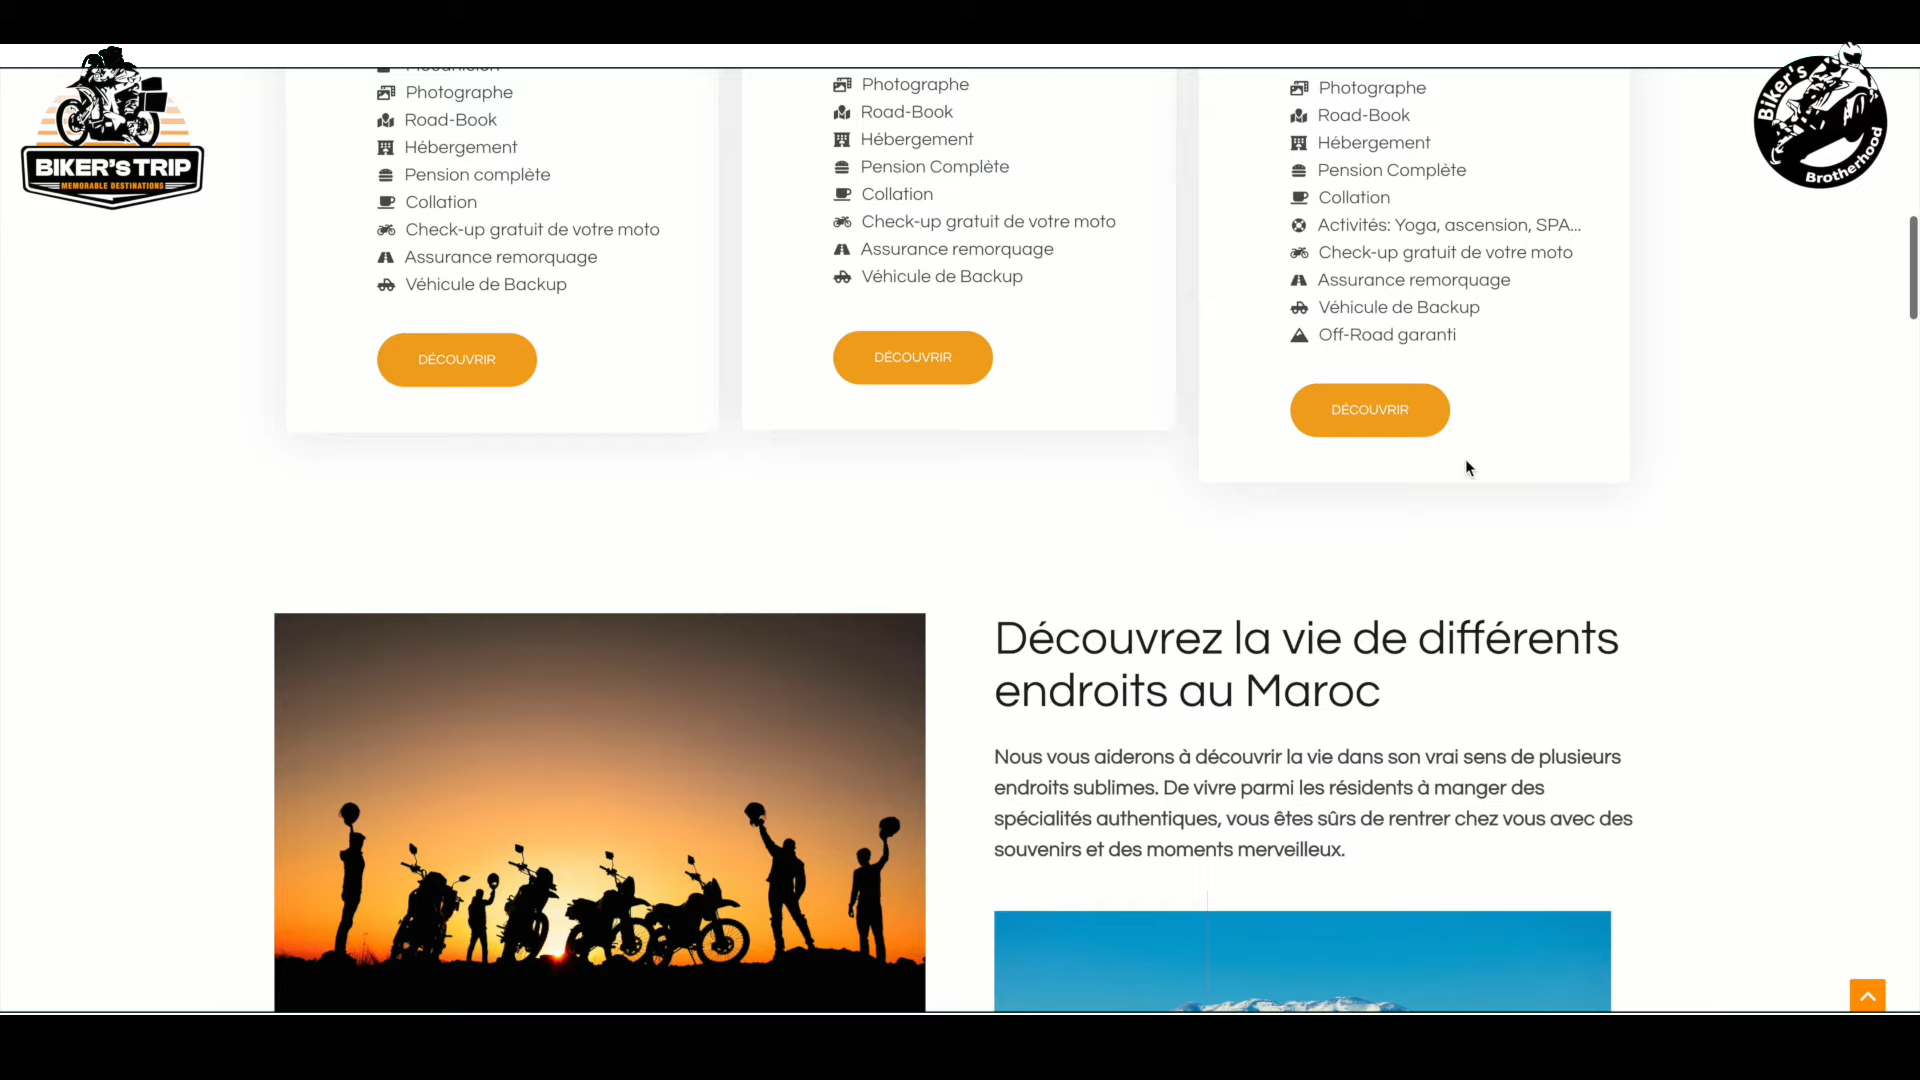 BIKER'S TRIP
MEMORABLE DESTINATIONS
Biker's
Brotherhood
Photographe
Road-Book
Hébergement
Pension complète
Collation
Check-up gratuit de votre moto
Assurance remorquage
Véhicule de Backup
DÉCOUVRIR
Photographe
Road-Book
Hébergement
Pension Complète
Collation
Check-up gratuit de votre moto
Assurance remorquage
Véhicule de Backup
DÉCOUVRIR
Photographe
Road-Book
Hébergement
Pension Complète
Collation
Activités: Yoga, ascension, SPA...
Check-up gratuit de votre moto
Assurance remorquage
Véhicule de Backup
Off-Road garanti
DÉCOUVRIR
Découvrez la vie de différents
endroits au Maroc
Nous vous aiderons à découvrir la vie dans son vrai sens de plusieurs
endroits sublimes. De vivre parmi les résidents à manger des
spécialités authentiques, vous êtes sûrs de rentrer chez vous avec des
souvenirs et des moments merveilleux.